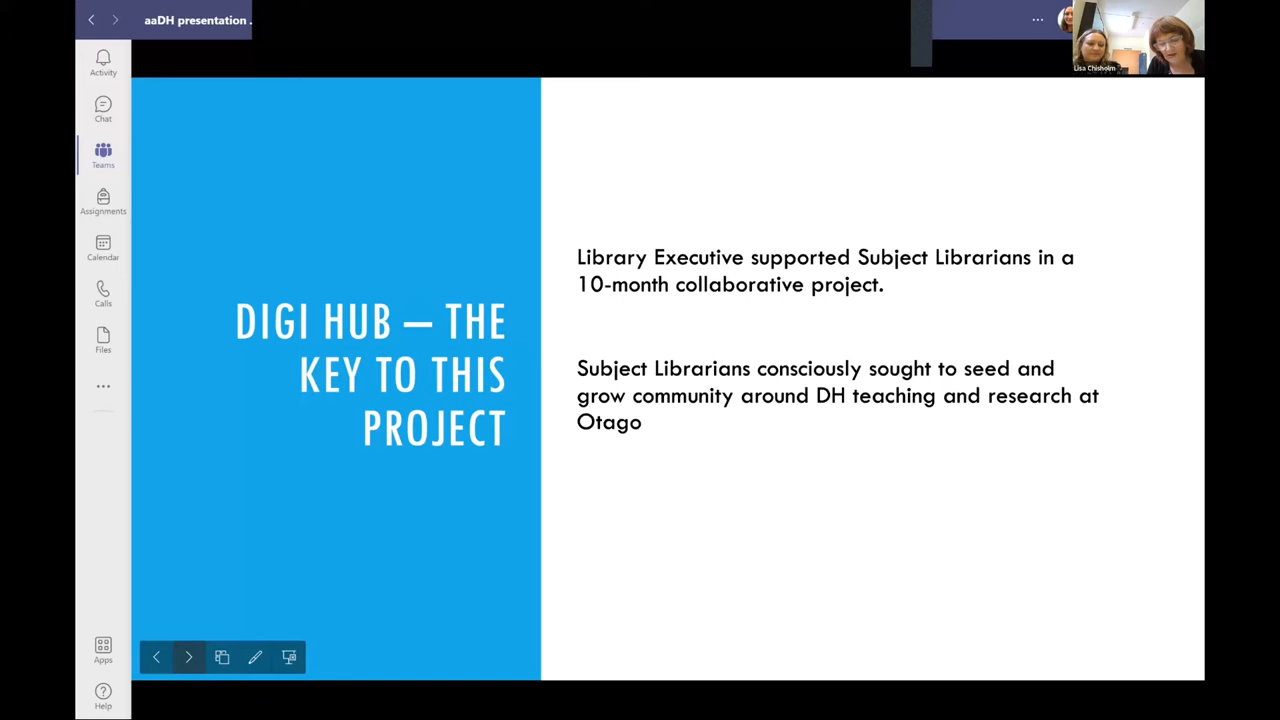 aaDH presentation .
Lisa Chisholm
Activity
Chat
Teams
Assignments
Calendar
Calls
Files
Apps
Help
DIGI HUB – THE
KEY TO THIS
PROJECT
Library Executive supported Subject Librarians in a
10-month collaborative project.
Subject Librarians consciously sought to seed and
grow community around DH teaching and research at
Otago